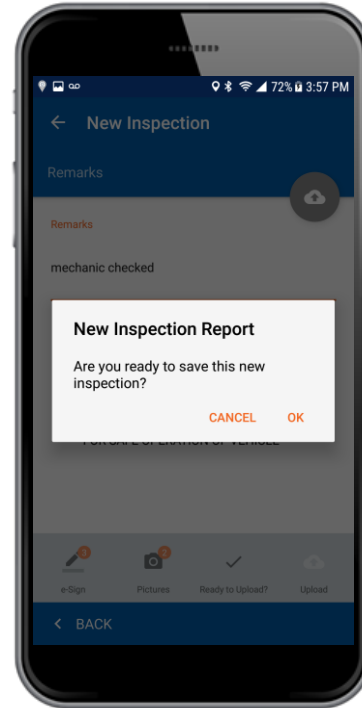 72% 3:57 PM
New Inspection
Remarks
Remarks
mechanic checked
New Inspection Report
Are you ready to save this new
inspection?
CANCEL OK
FOR SAFE OPERATION OF VEHICLE
e-Sign Pictures Ready to Upload? Upload
BACK